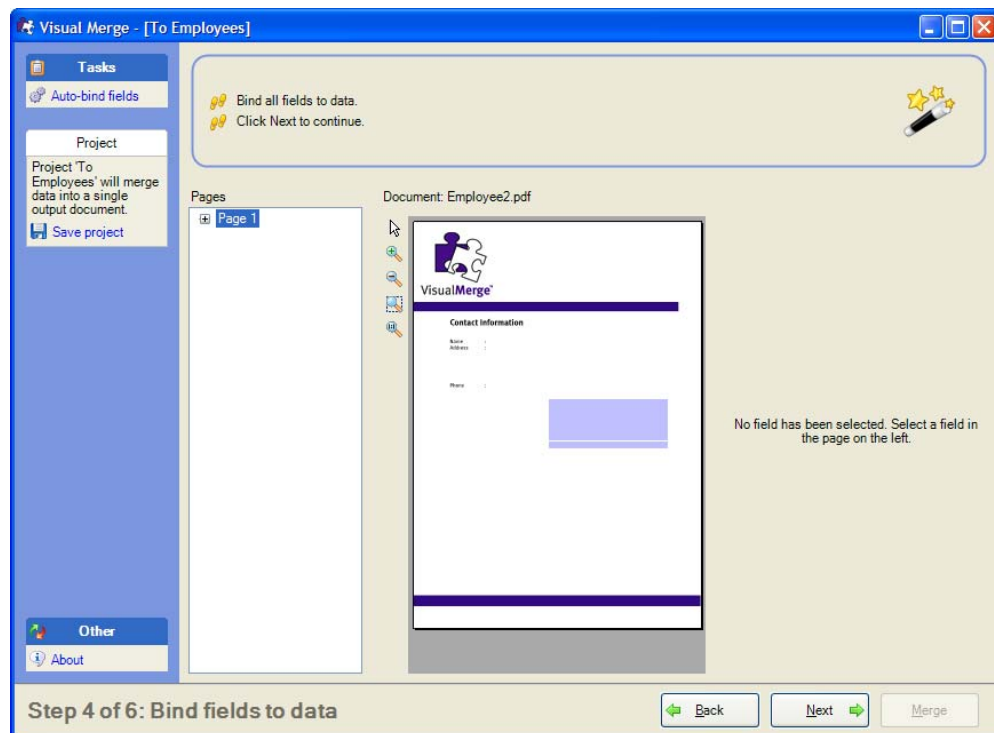 Visual Merge - [To Employees]
Tasks
Auto-bind fields
Project
Project 'To
Employees' will merge
data into a single
output document.
Save project
Other
About
Bind all fields to data.
Click Next to continue.
Pages
Page 1
Document: Employee2.pdf
VisualMerge™
Contact Information
Name :
Address :
Phone :
No field has been selected. Select a field in
the page on the left.
Step 4 of 6: Bind fields to data
Back
Next
Merge